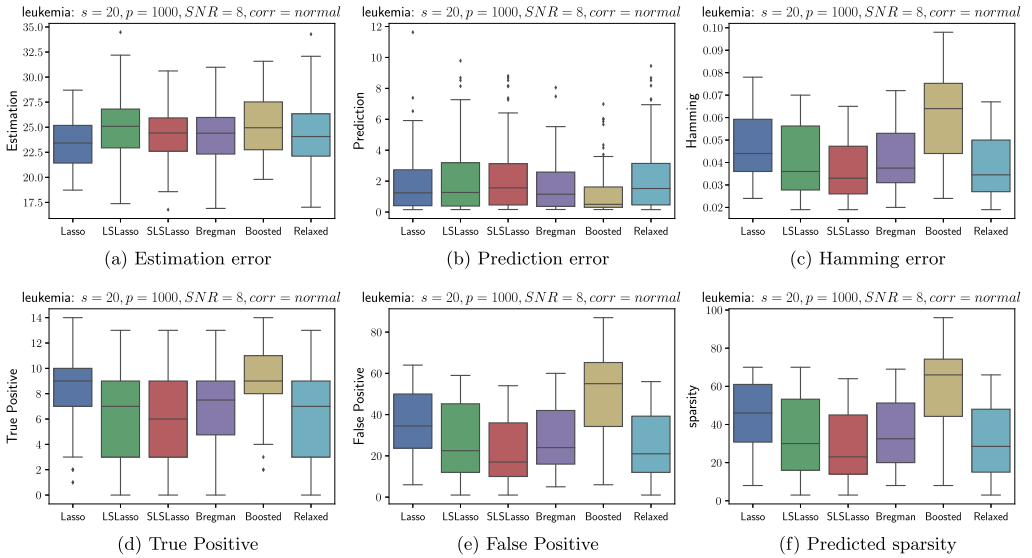 leukemia: s = 20, p = 1000, SNR = 8, corr = normal
Estimation
35.0
32.5
30.0
27.5
25.0
22.5
20.0
17.5
Lasso LSLasso SLSLasso Bregman Boosted Relaxed
(a) Estimation error
leukemia: s = 20, p = 1000, SNR = 8, corr = normal
Prediction
12
10
8
6
4
2
0
Lasso LSLasso SLSLasso Bregman Boosted Relaxed
(b) Prediction error
leukemia: s = 20, p = 1000, SNR = 8, corr = normal
Hamming
0.10
0.09
0.08
0.07
0.06
0.05
0.04
0.03
0.02
Lasso LSLasso SLSLasso Bregman Boosted Relaxed
(c) Hamming error
leukemia: s = 20, p = 1000, SNR = 8, corr = normal
True Positive
14
12
10
8
6
4
2
0
Lasso LSLasso SLSLasso Bregman Boosted Relaxed
(d) True Positive
leukemia: s = 20, p = 1000, SNR = 8, corr = normal
False Positive
80
60
40
20
0
Lasso LSLasso SLSLasso Bregman Boosted Relaxed
(e) False Positive
leukemia: s = 20, p = 1000, SNR = 8, corr = normal
sparsity
100
80
60
40
20
0
Lasso LSLasso SLSLasso Bregman Boosted Relaxed
(f) Predicted sparsity